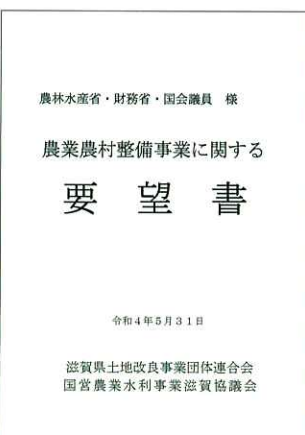 農林水産省・財務省・国会議員　様
農業農村整備事業に関する
要　望　書
令和４年５月３１日
滋賀県土地改良事業団体連合会
国営農業水利事業滋賀協議会